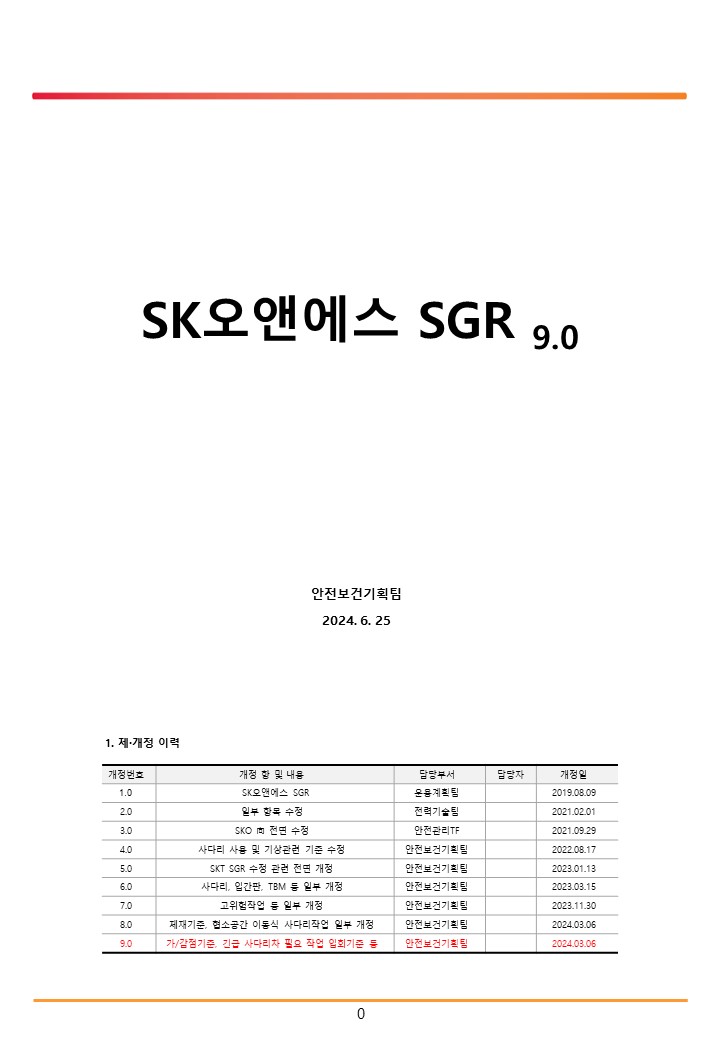 SK오앤에스 SGR 9.0
안전보건기획팀
2024. 6. 25
1. 제·개정 이력
개정번호 개정 항 및 내용 담당부서 담당자 개정일
1.0 SK오앤에스 SGR 운용계획팀 2019.08.09
2.0 일부 항목 수정 전력기술팀 2021.02.01
3.0 SKO 向 전면 수정 안전관리TF 2021.09.29
4.0 사다리 사용 및 기상관련 기준 수정 안전보건기획팀 2022.08.17
5.0 SKT SGR 수정 관련 전면 개정 안전보건기획팀 2023.01.13
6.0 사다리, 입간판, TBM 등 일부 개정 안전보건기획팀 2023.03.15
7.0 고위험작업 등 일부 개정 안전보건기획팀 2023.11.30
8.0 제재기준, 협소공간 이동식 사다리작업 일부 개정 안전보건기획팀 2024.03.06
9.0 가/감점기준, 긴급 사다리차 필요 작업 입회기준 등 안전보건기획팀 2024.03.06
0